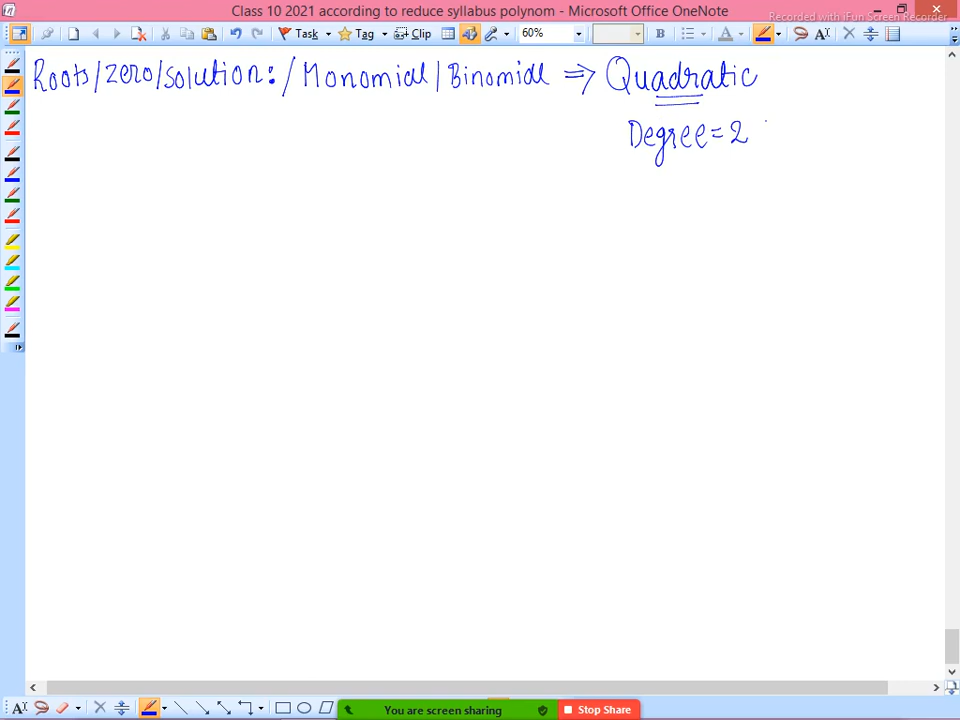 Class 10 2021 according to reduce syllabus polynom - Microsoft Office OneNote
Recorded with iFun Screen Recorder
Task Tag Clip 60% B A
Roots/Zero/Solution:/Monomial/Binomial ⇒ Quadratic
Degree=2
You are screen sharing Stop Share